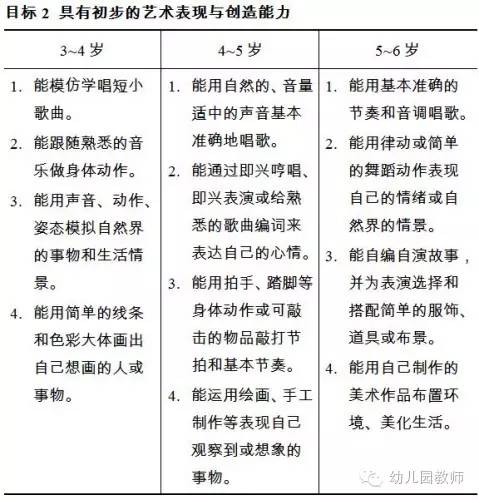 目标 2 具有初步的艺术表现与创造能力
3~4 岁
4~5 岁
5~6 岁
1. 能模仿学唱短小
歌曲。
2. 能跟随熟悉的音
乐做身体动作。
3. 能用声音、动作、
姿态模拟自然界
的事物和生活情
景。
4. 能用简单的线条
和色彩大体画出
自己想画的人或
事物。
1. 能用自然的、音量
适中的声音基本
准确地唱歌。
2. 能通过即兴哼唱、
即兴表演或给熟
悉的歌曲编词来
表达自己的心情。
3. 能用拍手、踏脚等
身体动作或可敲
击的物品敲打节
拍和基本节奏。
4. 能运用绘画、手工
制作等表现自己
观察到或想象的
事物。
1. 能用基本准确的
节奏和音调唱歌。
2. 能用律动或简单
的舞蹈动作表现
自己的情绪或自
然界的情景。
3. 能自编自演故事，
并为表演选择和
搭配简单的服饰、
道具或布景。
4. 能用自己制作的
美术作品布置环
境、美化生活。
幼儿园教师